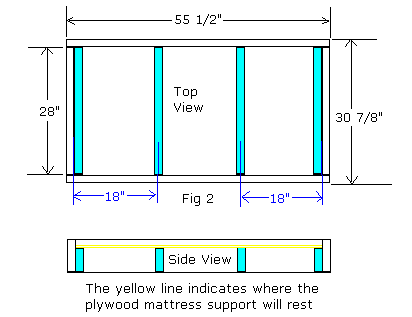 55 1/2"
Top
View
28"
30 7/8"
18"
Fig 2
18"
Side View
The yellow line indicates where the
plywood mattress support will rest